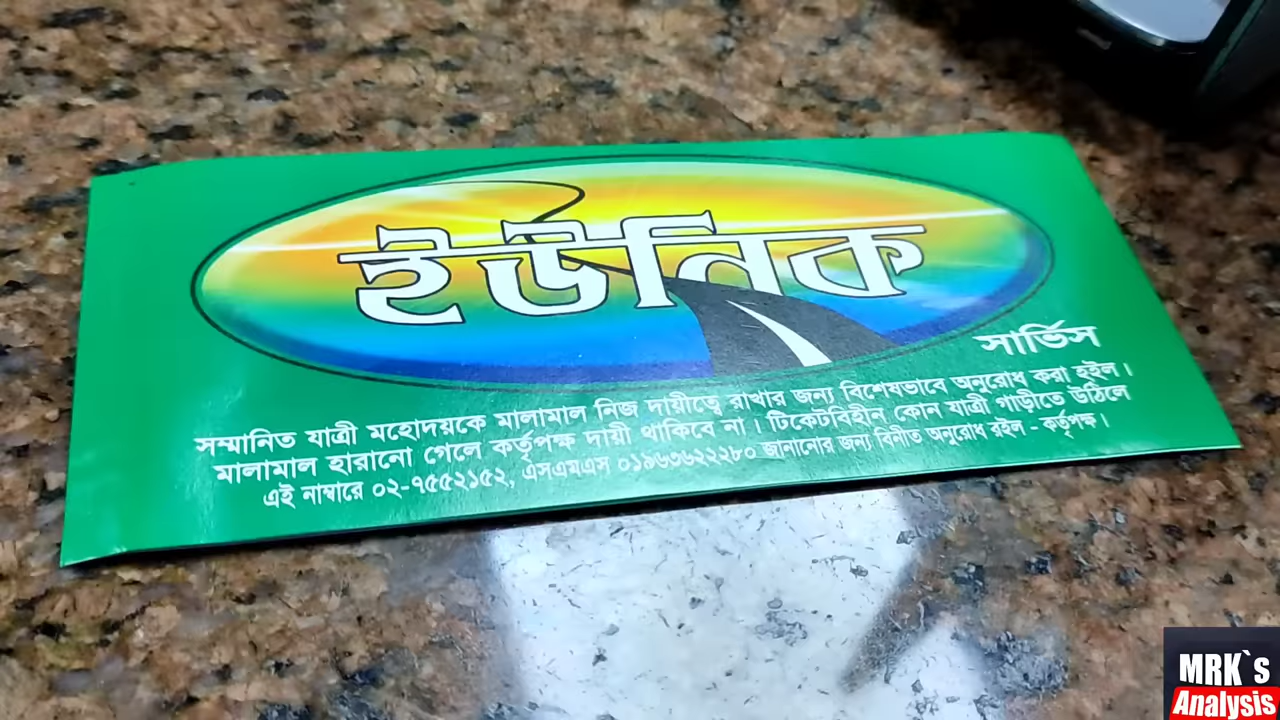 ইউনিক
সার্ভিস
সম্মানিত যাত্রী মহোদয়কে মালামাল নিজ দায়ীত্বে রাখার জন্য বিশেষভাবে অনুরোধ করা হইল।
মালামাল হারানো গেলে কর্তৃপক্ষ দায়ী থাকিবে না। টিকেটবিহীন কোন যাত্রী গাড়ীতে উঠিলে
এই নাম্বারে ০২-৭৫৫২১৫২, এসএমএস ০১৯৬৩৬২২২৮০ জানানোর জন্য বিনীত অনুরোধ রইল - কর্তৃপক্ষ।
MRK`s
Analysis